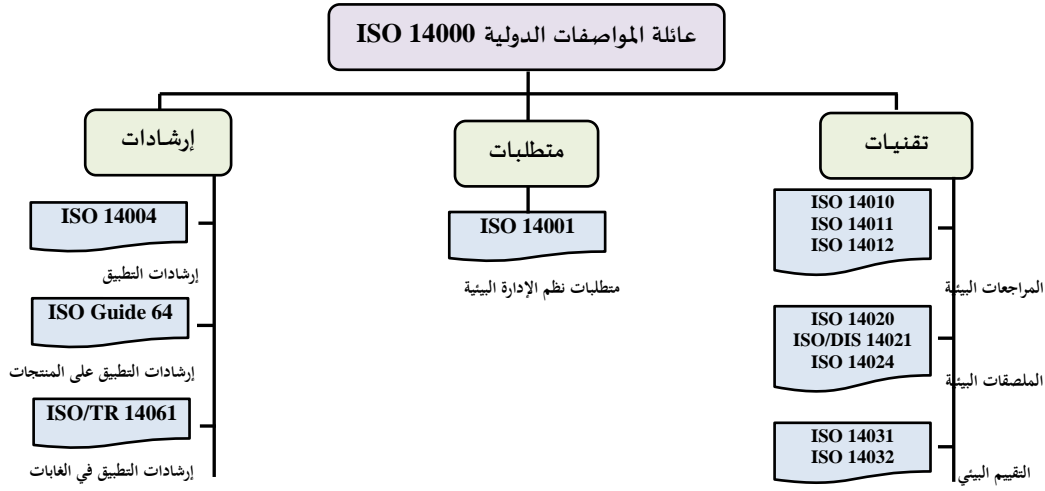 عائلة المواصفات الدولية ISO 14000
تقنيات
ISO 14010
ISO 14011
ISO 14012
المراجعات البيئية
ISO 14020
ISO/DIS 14021
ISO 14024
الملصقات البيئية
ISO 14031
ISO 14032
التقييم البيئي
متطلبات
ISO 14001
متطلبات نظم الإدارة البيئية
إرشادات
ISO 14004
إرشادات التطبيق
ISO Guide 64
إرشادات التطبيق على المنتجات
ISO/TR 14061
إرشادات التطبيق في الغابات